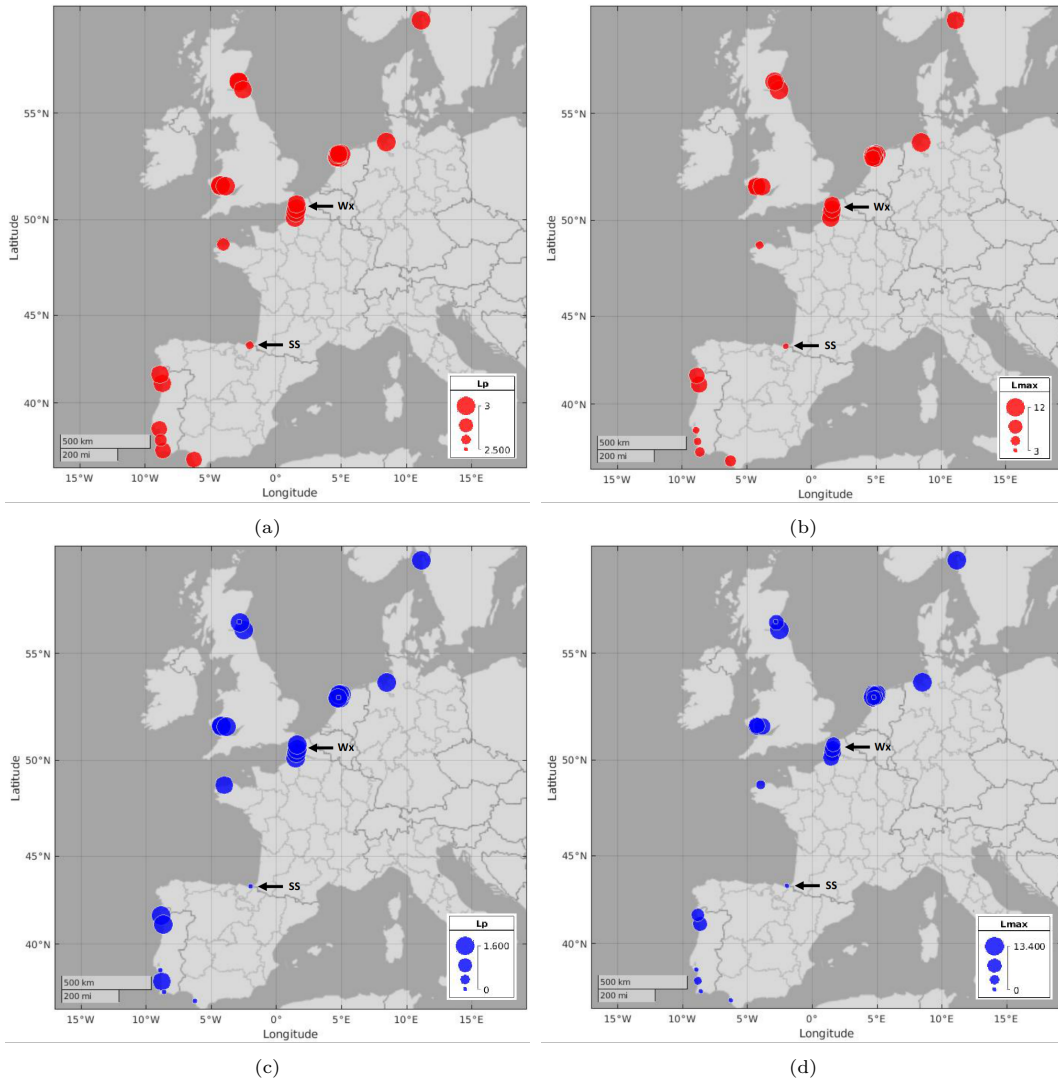 55°N
50°N
45°N
40°N
Latitude
Wx
SS
Lp
3
2.500
500 km
200 mi
15°W
10°W
5°W
0°
5°E
10°E
15°E
Longitude
(a)
55°N
50°N
45°N
40°N
Latitude
Wx
SS
Lmax
12
3
500 km
200 mi
15°W
10°W
5°W
0°
5°E
10°E
15°E
Longitude
(b)
55°N
50°N
45°N
40°N
Latitude
Wx
SS
Lp
1.600
0
500 km
200 mi
15°W
10°W
5°W
0°
5°E
10°E
15°E
Longitude
(c)
55°N
50°N
45°N
40°N
Latitude
Wx
SS
Lmax
13.400
0
500 km
200 mi
15°W
10°W
5°W
0°
5°E
10°E
15°E
Longitude
(d)